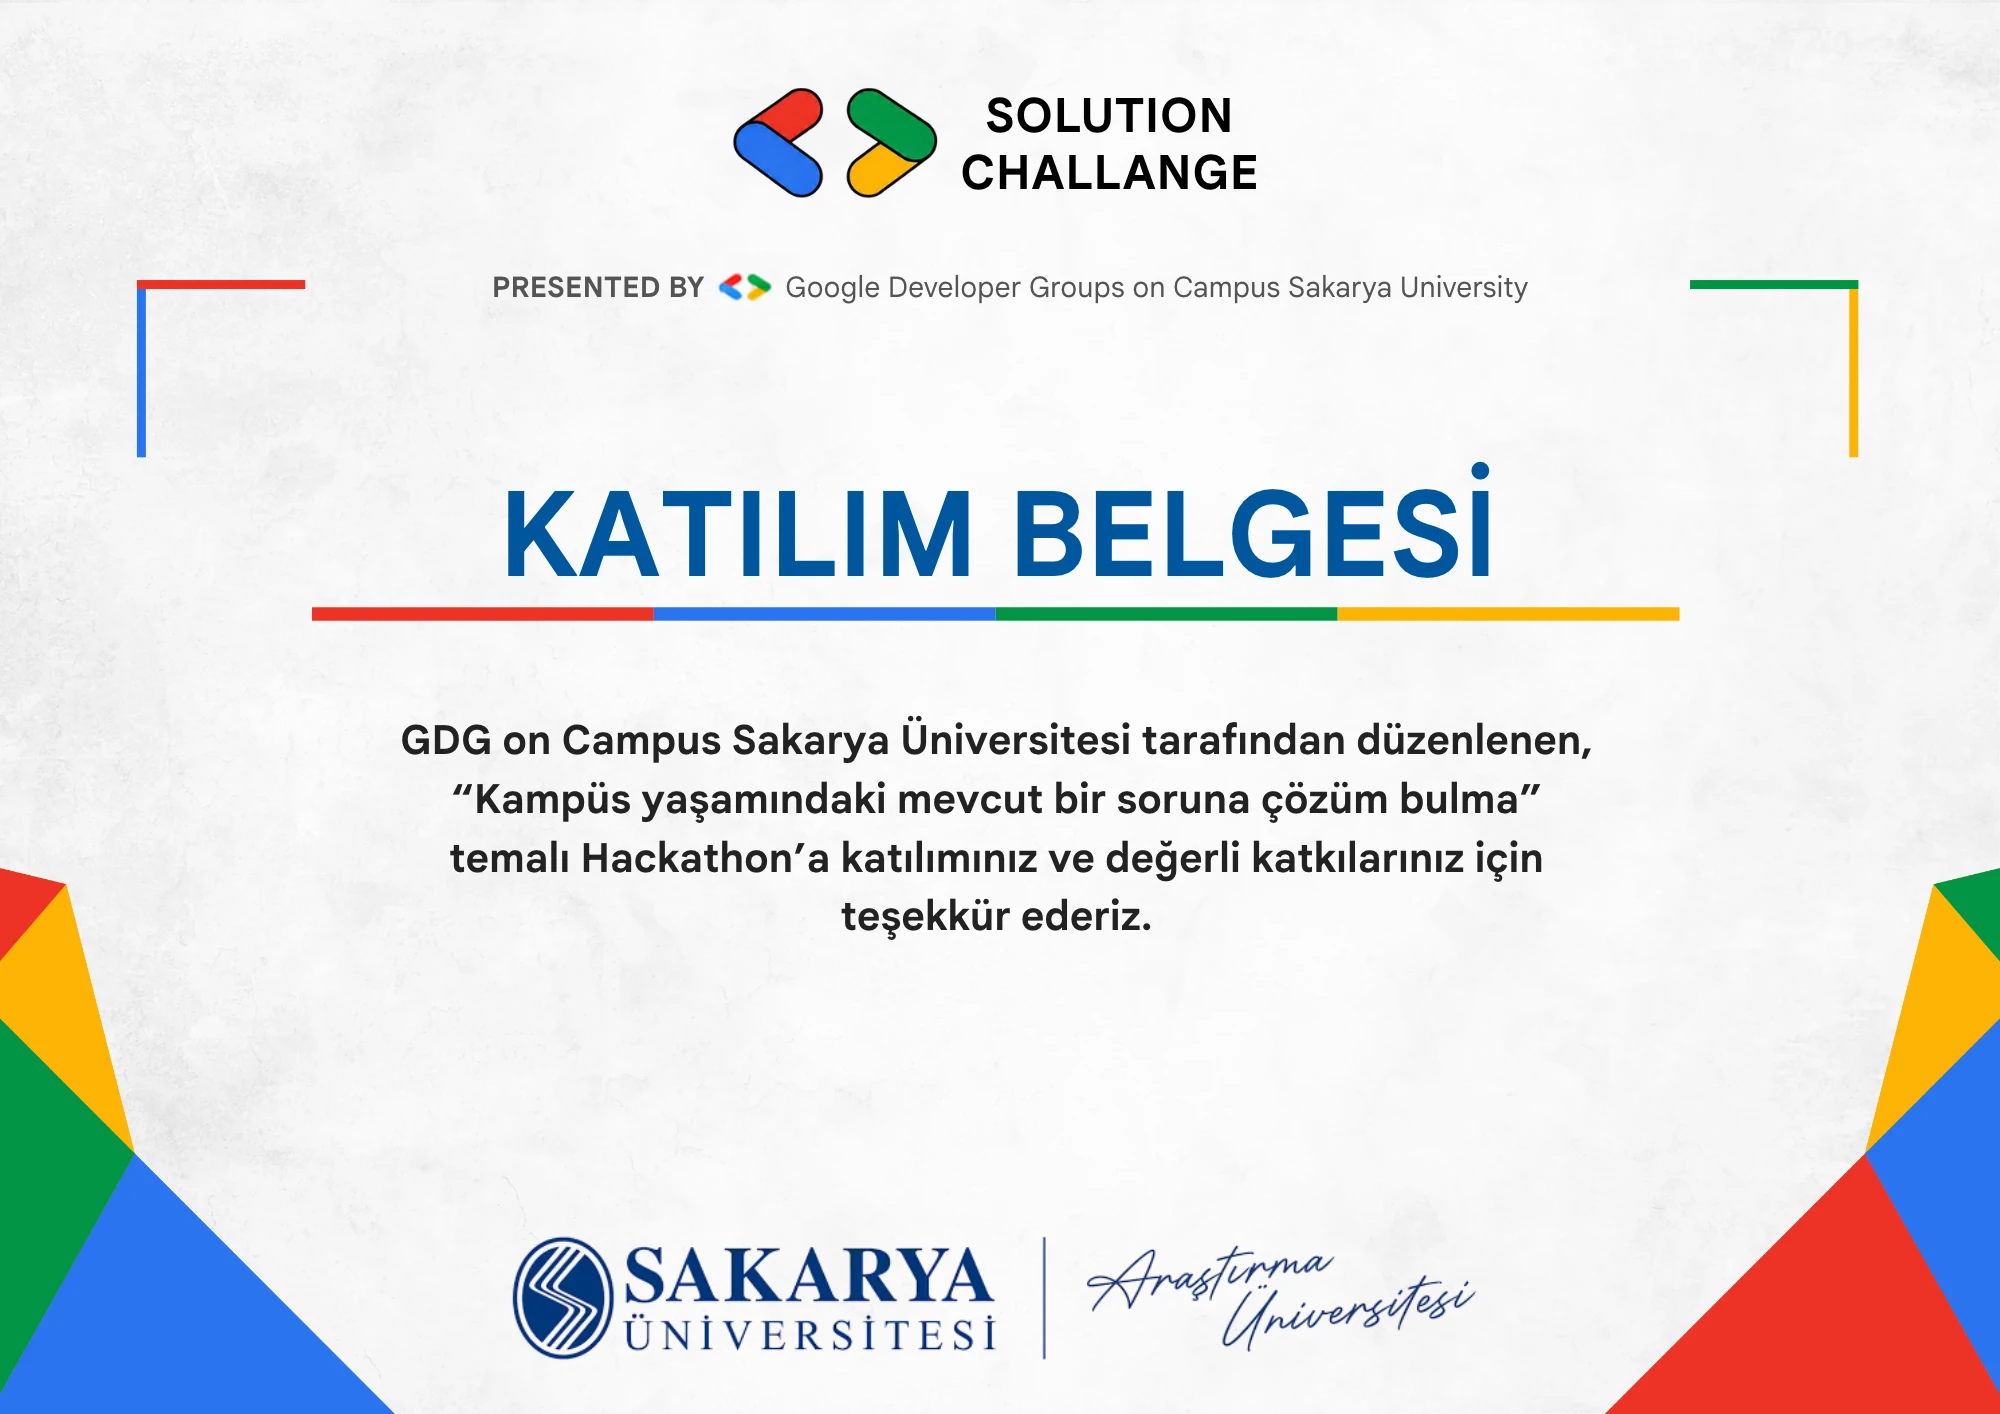 SOLUTION
CHALLANGE
PRESENTED BY Google Developer Groups on Campus Sakarya University
KATILIM BELGESİ
GDG on Campus Sakarya Üniversitesi tarafından düzenlenen,
“Kampüs yaşamındaki mevcut bir soruna çözüm bulma”
temalı Hackathon’a katılımınız ve değerli katkılarınız için
teşekkür ederiz.
SAKARYA
ÜNİVERSİTESİ
Araştırma
Üniversitesi